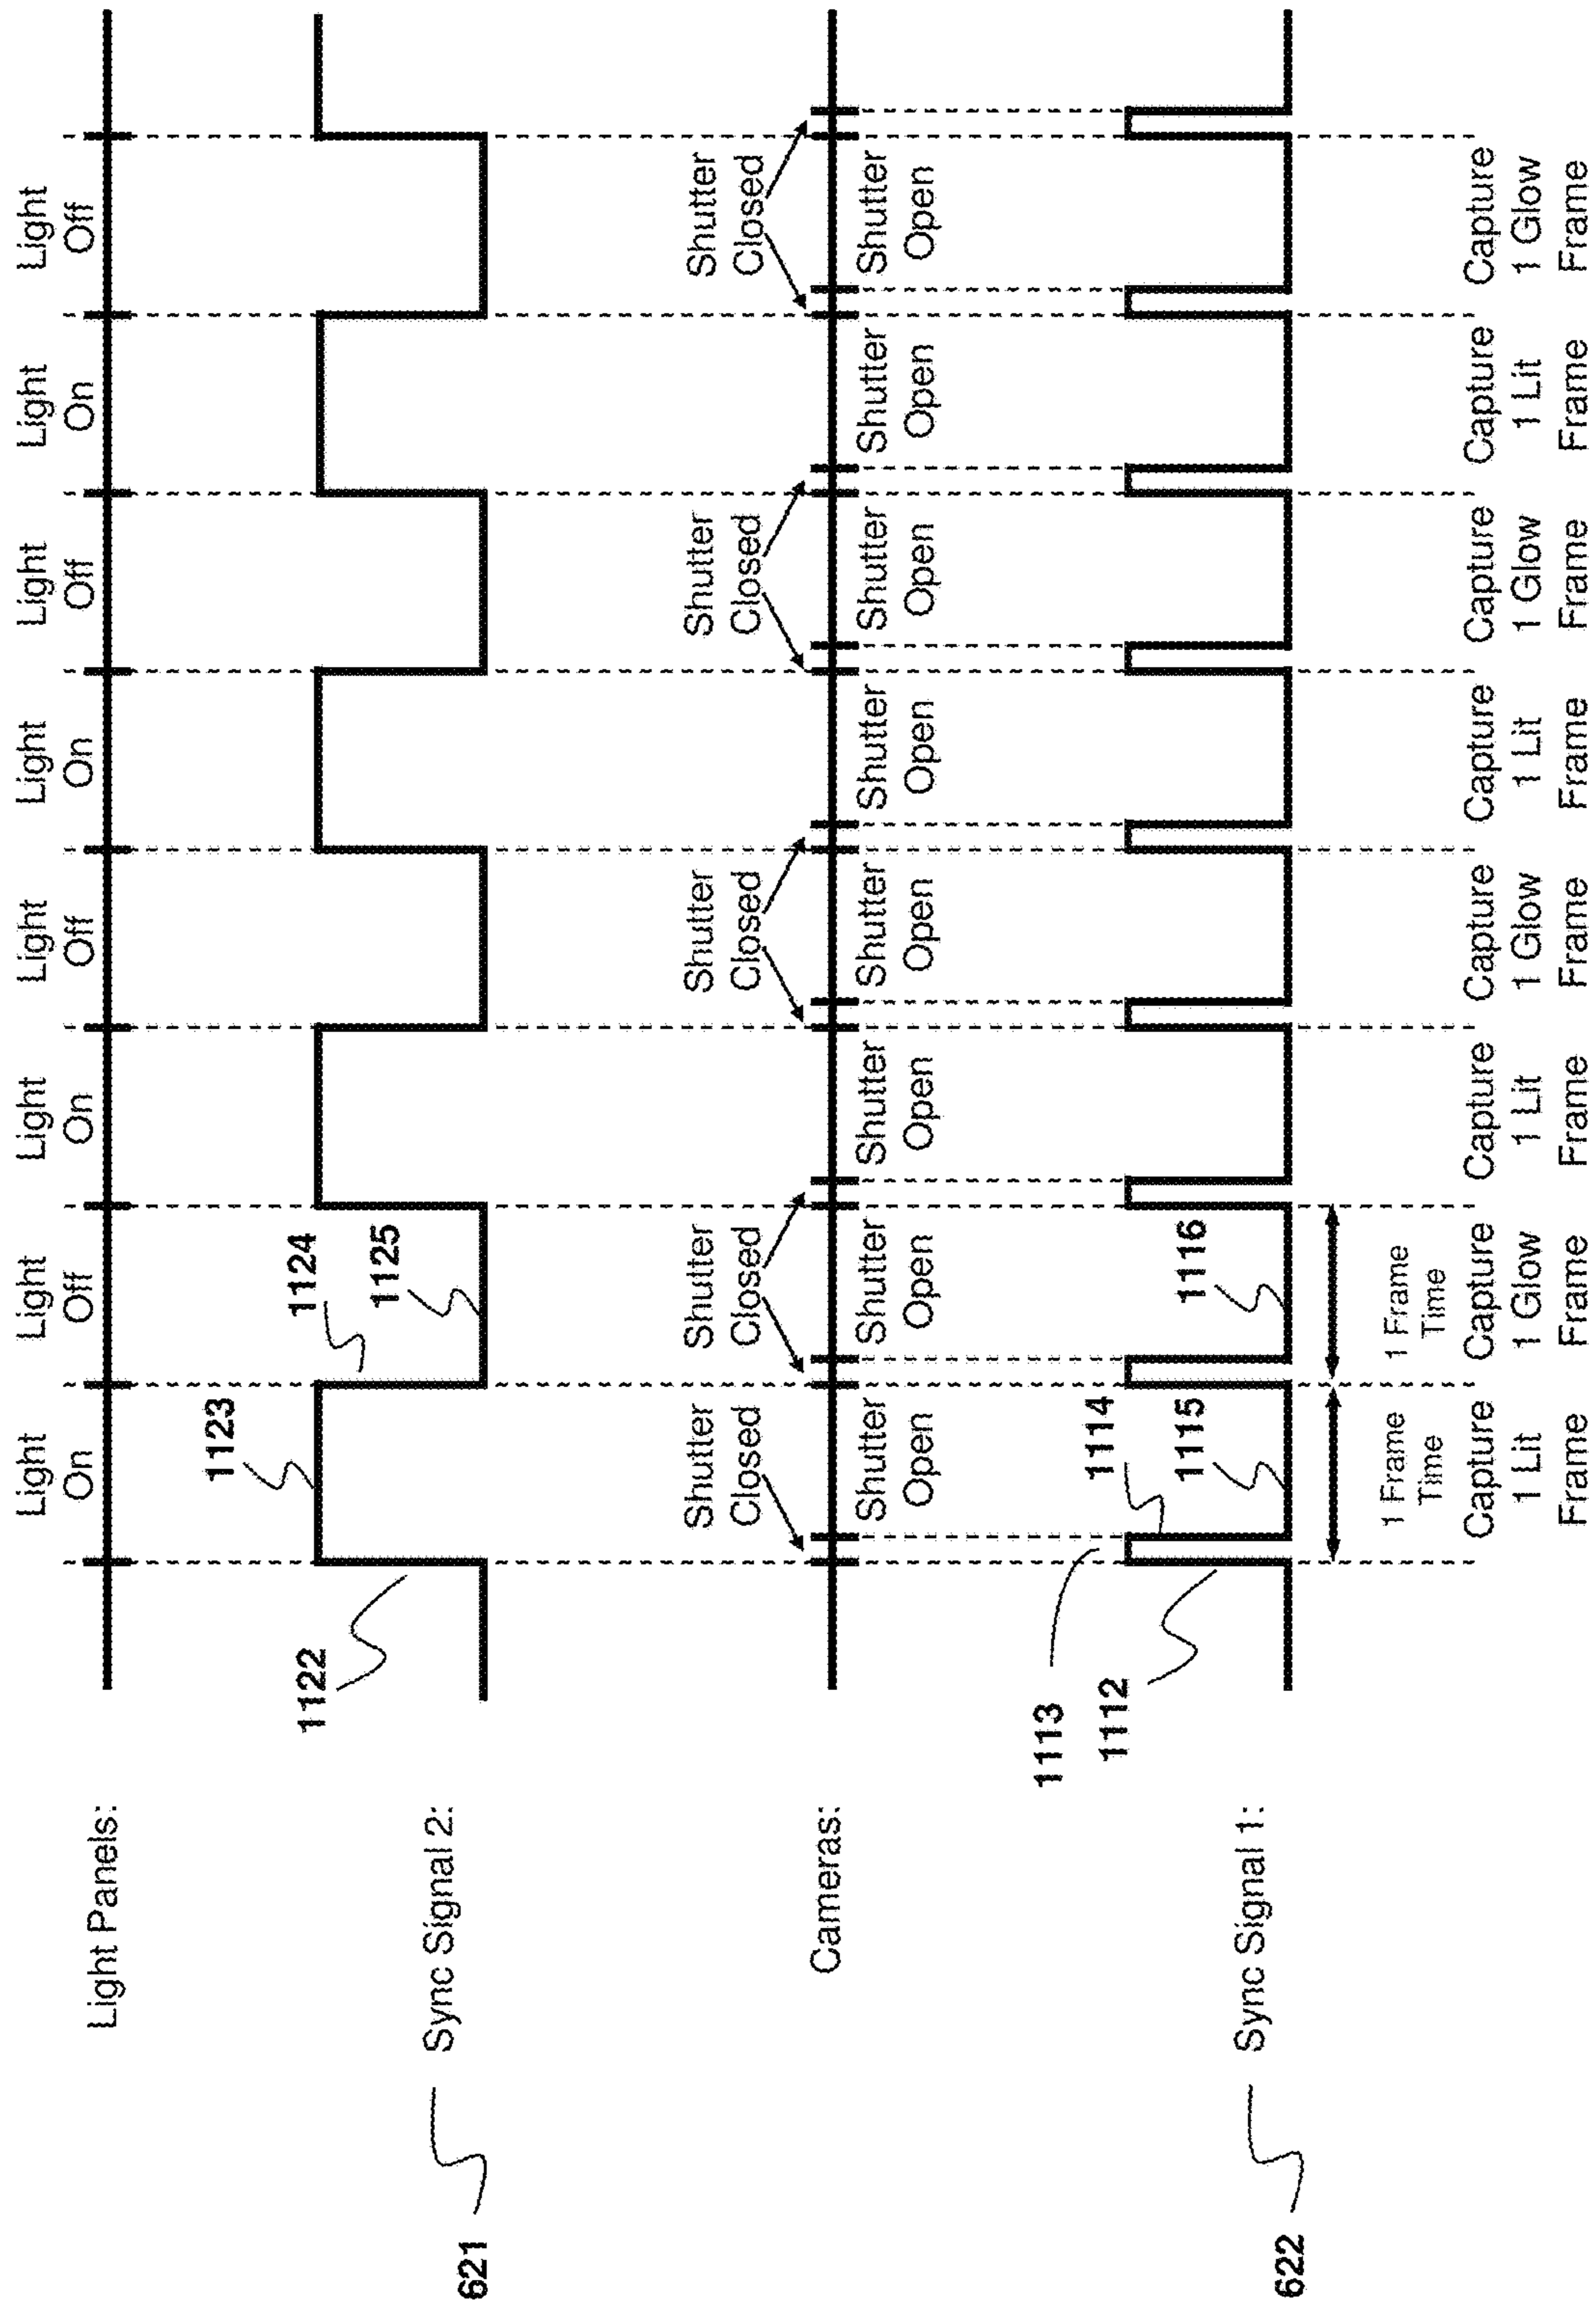 Light Light Light Light Light Light Light Light
On Off On Off On Off On Off
Light Panels:
1123
1124
1122
1125
621
Sync Signal 2:
Shutter Shutter Shutter Shutter Shutter
Closed Closed Closed Closed Closed
Cameras:
Shutter Shutter Shutter Shutter Shutter Shutter Shutter Shutter
Open Open Open Open Open Open Open Open
1113
1114
1112
1115
1116
622
Sync Signal 1:
1 Frame 1 Frame
Time Time
Capture Capture Capture Capture Capture Capture Capture Capture
1 Lit 1 Glow 1 Lit 1 Glow 1 Lit 1 Glow 1 Lit 1 Glow
Frame Frame Frame Frame Frame Frame Frame Frame